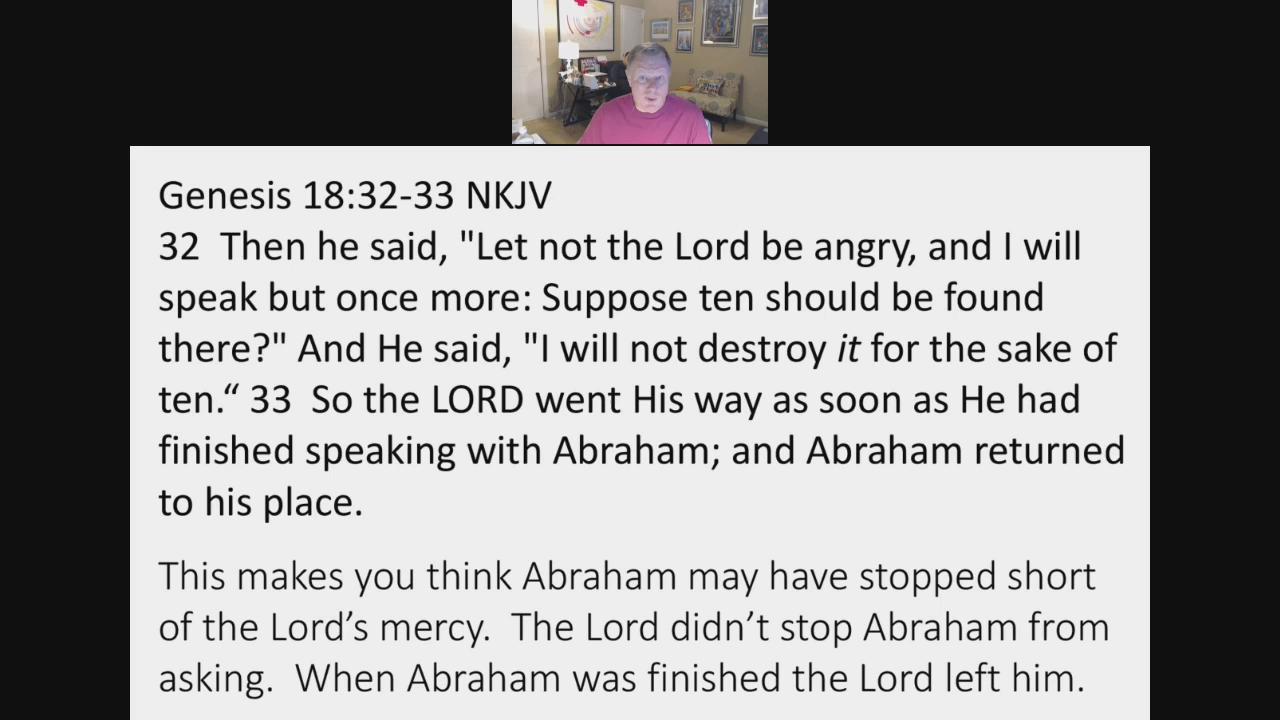 Genesis 18:32-33 NKJV
32  Then he said, "Let not the Lord be angry, and I will
speak but once more: Suppose ten should be found
there?" And He said, "I will not destroy it for the sake of
ten.“ 33  So the LORD went His way as soon as He had
finished speaking with Abraham; and Abraham returned
to his place.
This makes you think Abraham may have stopped short
of the Lord’s mercy.  The Lord didn’t stop Abraham from
asking.  When Abraham was finished the Lord left him.